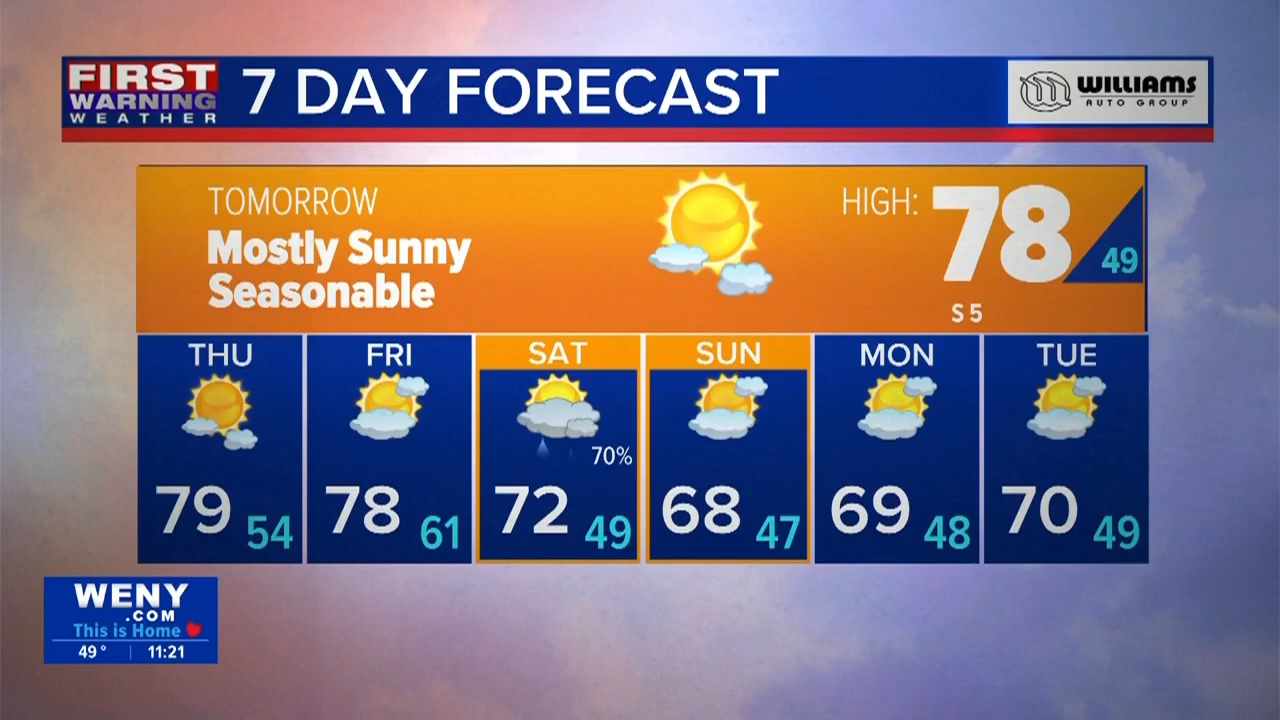 FIRST
WARNING
WEATHER
7 DAY FORECAST
WILLIAMS
AUTO GROUP
TOMORROW
Mostly Sunny
Seasonable
HIGH: 78 49
S 5
THU FRI SAT SUN MON TUE
70%
79 54 78 61 72 49 68 47 69 48 70 49
WENY
.COM
This is Home
49° 11:21